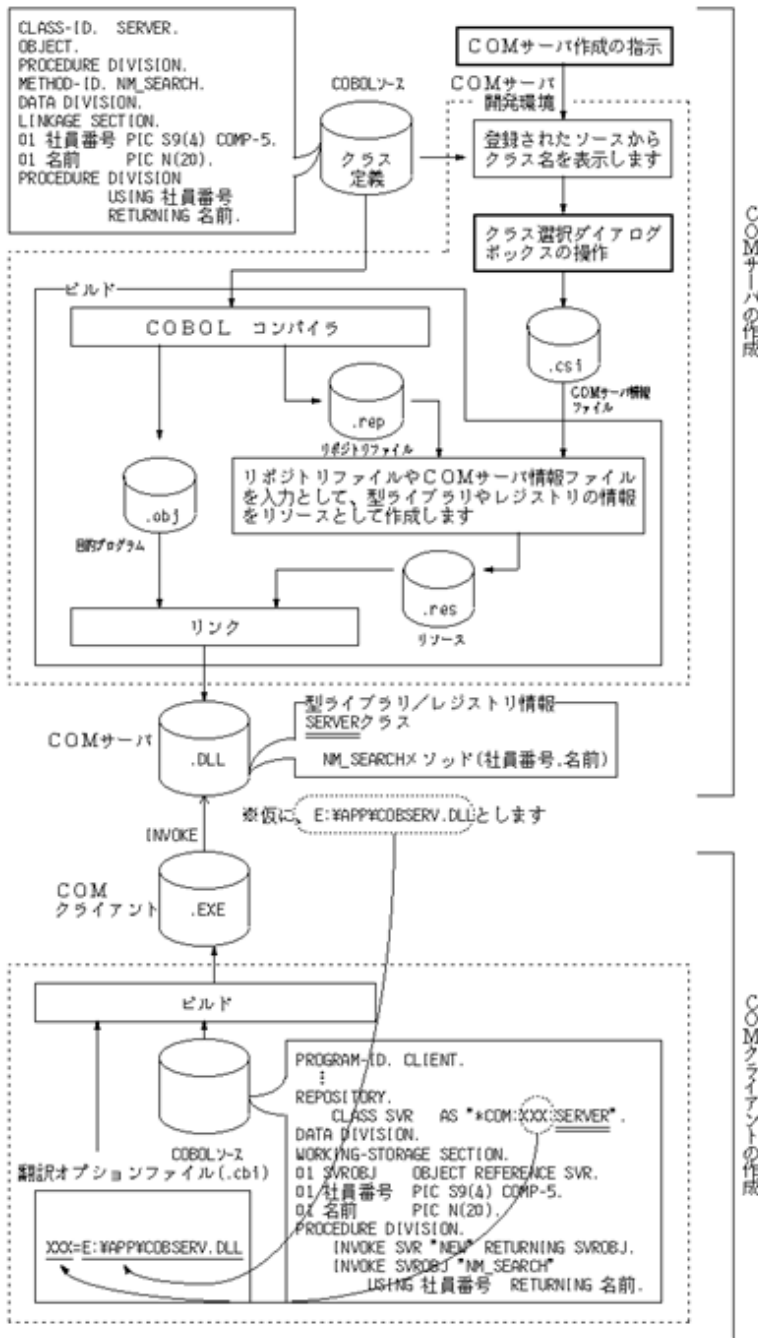 CLASS-ID. SERVER.
OBJECT.
PROCEDURE DIVISION.
METHOD-ID. NM_SEARCH.
DATA DIVISION.
LINKAGE SECTION.
01 社員番号 PIC S9(4) COMP-5.
01 名前 PIC N(20).
PROCEDURE DIVISION
USING 社員番号
RETURNING 名前.
COBOLソース
クラス
定義
COMサーバ作成の指示
COMサーバ
開発環境
登録されたソースから
クラス名を表示します
クラス選択ダイアログ
ボックスの操作
COMサーバの作成
ビルド
COBOL コンパイラ
.csi
COMサーバ情報
ファイル
.rep
リポジトリファイル
リポジトリファイルやCOMサーバ情報ファイル
を入力として、型ライブラリやレジストリの情報
をリソースとして作成します
.obj
目的プログラム
.res
リソース
リンク
COMサーバ
.DLL
型ライブラリ/レジストリ情報
SERVERクラス
NM_SEARCHメソッド(社員番号,名前)
※仮に、E:¥APP¥COBSERV.DLLとします
INVOKE
COM
クライアント
.EXE
COMクライアントの作成
ビルド
COBOLソース
翻訳オプションファイル(.cbi)
XXX=E:¥APP¥COBSERV.DLL
PROGRAM-ID. CLIENT.
⋮
REPOSITORY.
CLASS SVR AS "*COM:XXX:SERVER".
DATA DIVISION.
WORKING-STORAGE SECTION.
01 SVROBJ OBJECT REFERENCE SVR.
01 社員番号 PIC S9(4) COMP-5.
01 名前 PIC N(20).
PROCEDURE DIVISION.
INVOKE SVR "NEW" RETURNING SVROBJ.
INVOKE SVROBJ "NM_SEARCH"
USING 社員番号 RETURNING 名前.